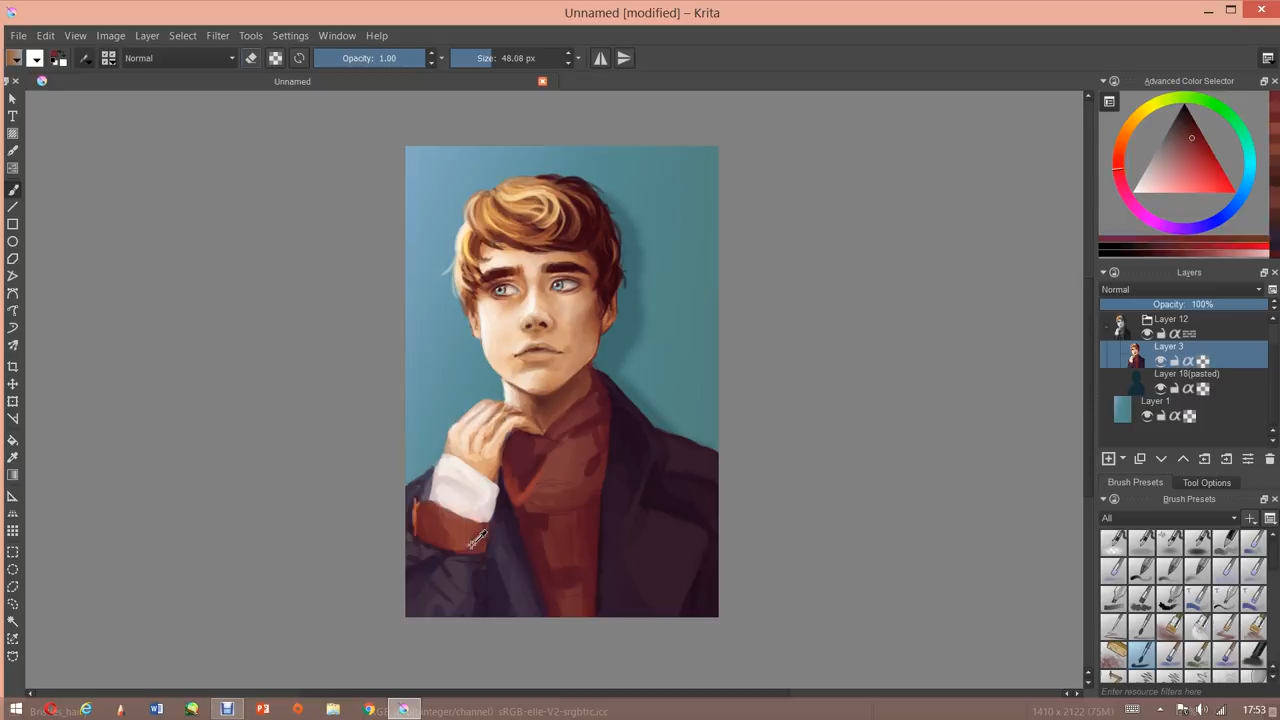 Unnamed [modified] – Krita
File Edit View Image Layer Select Filter Tools Settings Window Help
Normal Opacity: 1.00 Size: 48.08 px
Unnamed
Advanced Color Selector
Layers
Normal
Opacity: 100%
Layer 12
Layer 3
Layer 18(pasted)
Layer 1
Brush Presets Tool Options
Brush Presets
All
Enter resource filters here
sRGB-elle-V2-srgbtrc.icc 1410 x 2122 (75M) 17:53